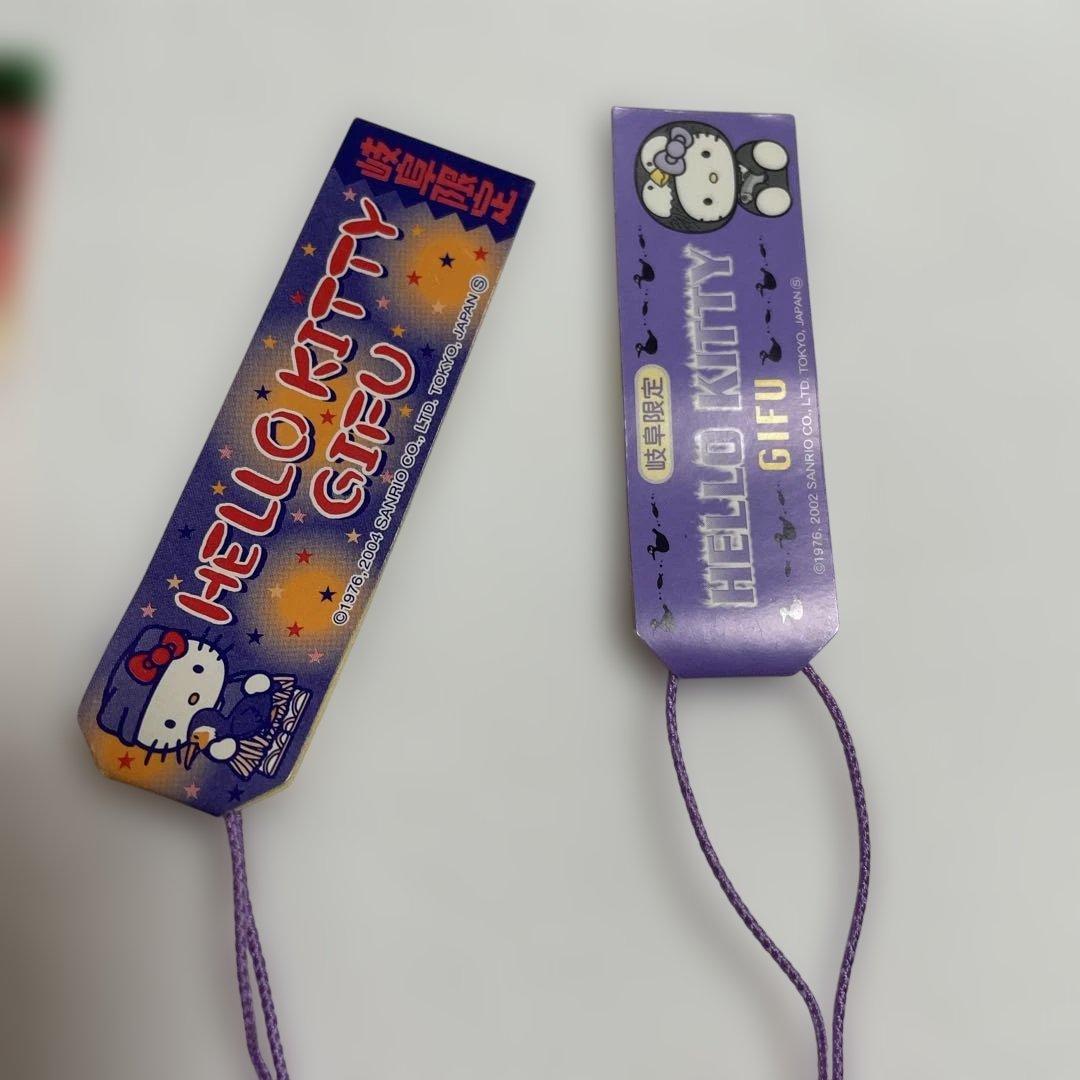 岐阜限定
HELLO KITTY
GIFU
©1976, 2004 SANRIO CO., LTD. TOKYO, JAPAN Ⓢ
岐阜限定
HELLO KITTY
GIFU
©1976, 2002 SANRIO CO., LTD. TOKYO, JAPAN Ⓢ